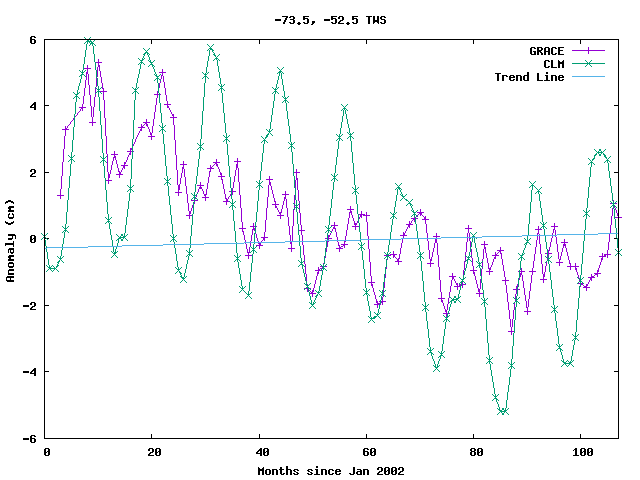 -73.5, -52.5 TWS
GRACE
CLM
Trend Line
6
4
2
0
-2
-4
-6
Anomaly (cm)
0 20 40 60 80 100
Months since Jan 2002